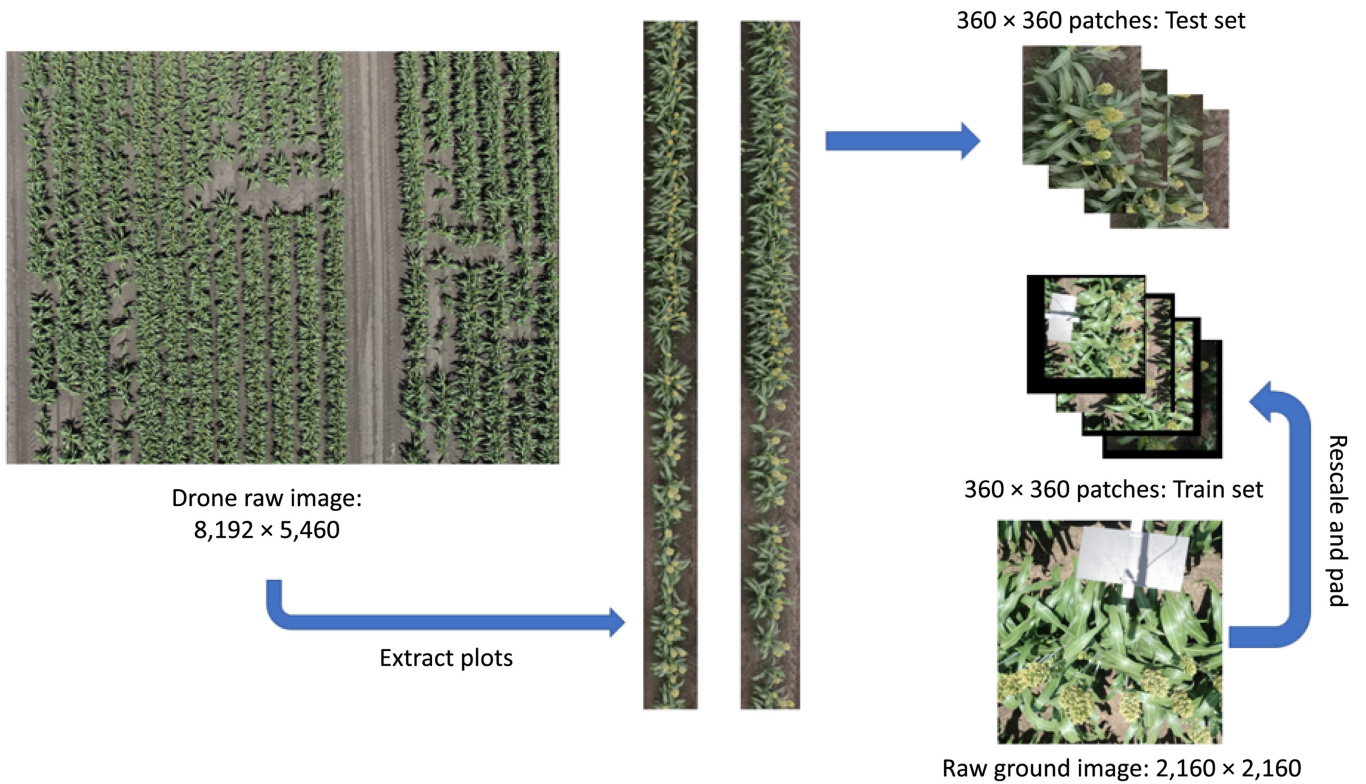 360 × 360 patches: Test set
Drone raw image:
8,192 × 5,460
Extract plots
360 × 360 patches: Train set
Rescale and pad
Raw ground image: 2,160 × 2,160